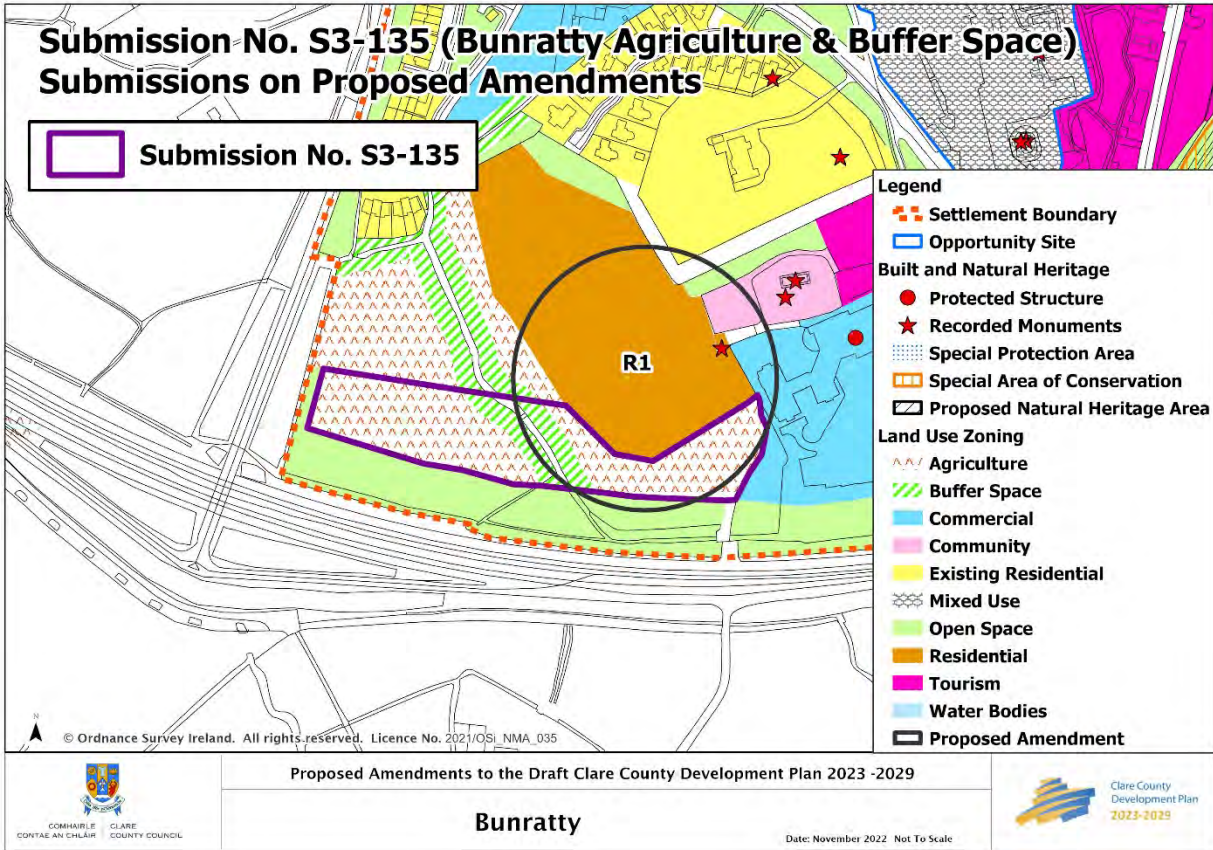 Submission No. S3-135 (Bunratty Agriculture & Buffer Space)
Submissions on Proposed Amendments
Submission No. S3-135
Legend
Settlement Boundary
Opportunity Site
Built and Natural Heritage
Protected Structure
Recorded Monuments
Special Protection Area
Special Area of Conservation
Proposed Natural Heritage Area
Land Use Zoning
Agriculture
Buffer Space
Commercial
Community
Existing Residential
Mixed Use
Open Space
Residential
Tourism
Water Bodies
Proposed Amendment
R1
N
© Ordnance Survey Ireland. All rights reserved. Licence No. 2021/OSi_NMA_035
COMHAIRLE CONTAE AN CHLÁIR
CLARE COUNTY COUNCIL
Proposed Amendments to the Draft Clare County Development Plan 2023 -2029
Bunratty
Date: November 2022 Not To Scale
Clare County
Development Plan
2023-2029